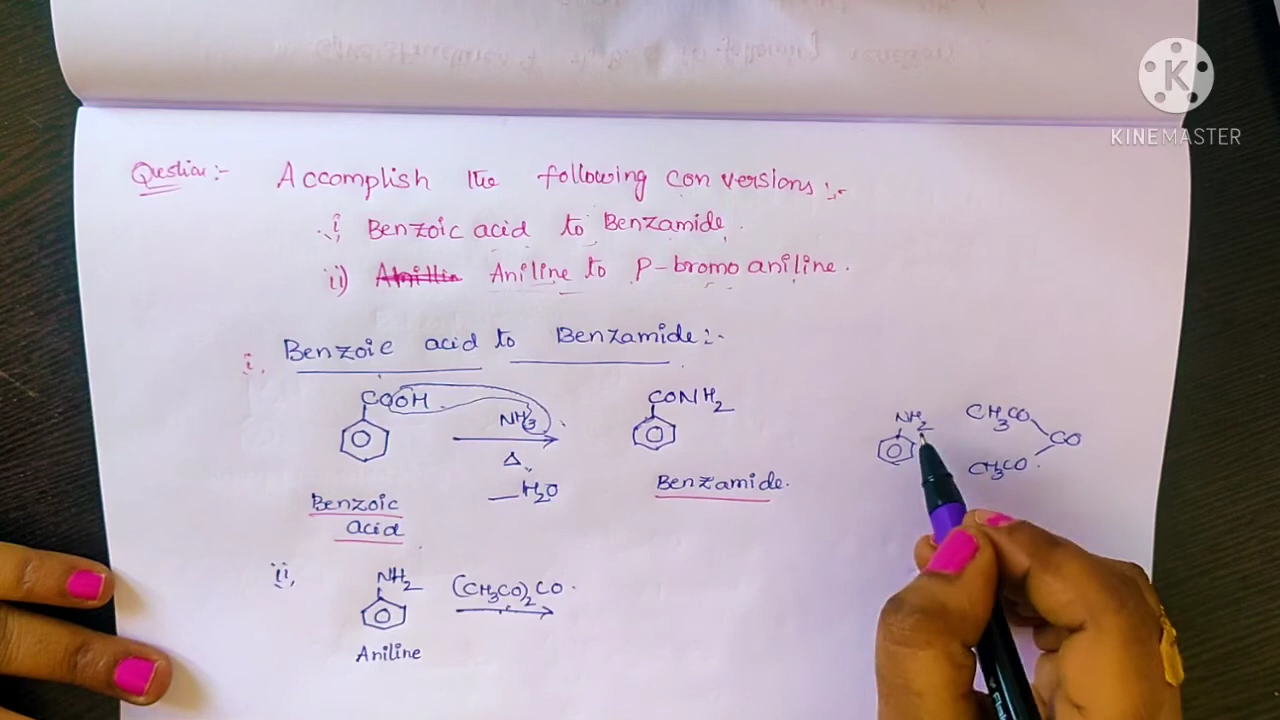 KINEMASTER
Question:- Accomplish the following conversions:-
i, Benzoic acid to Benzamide.
ii) Aniline to P-bromo aniline.
i. Benzoic acid to Benzamide:-
COOH NH3 Δ -H2O CONH2
Benzoic acid
Benzamide.
NH2 CH3CO CO CH3CO
ii, NH2 (CH3CO)2CO
Aniline